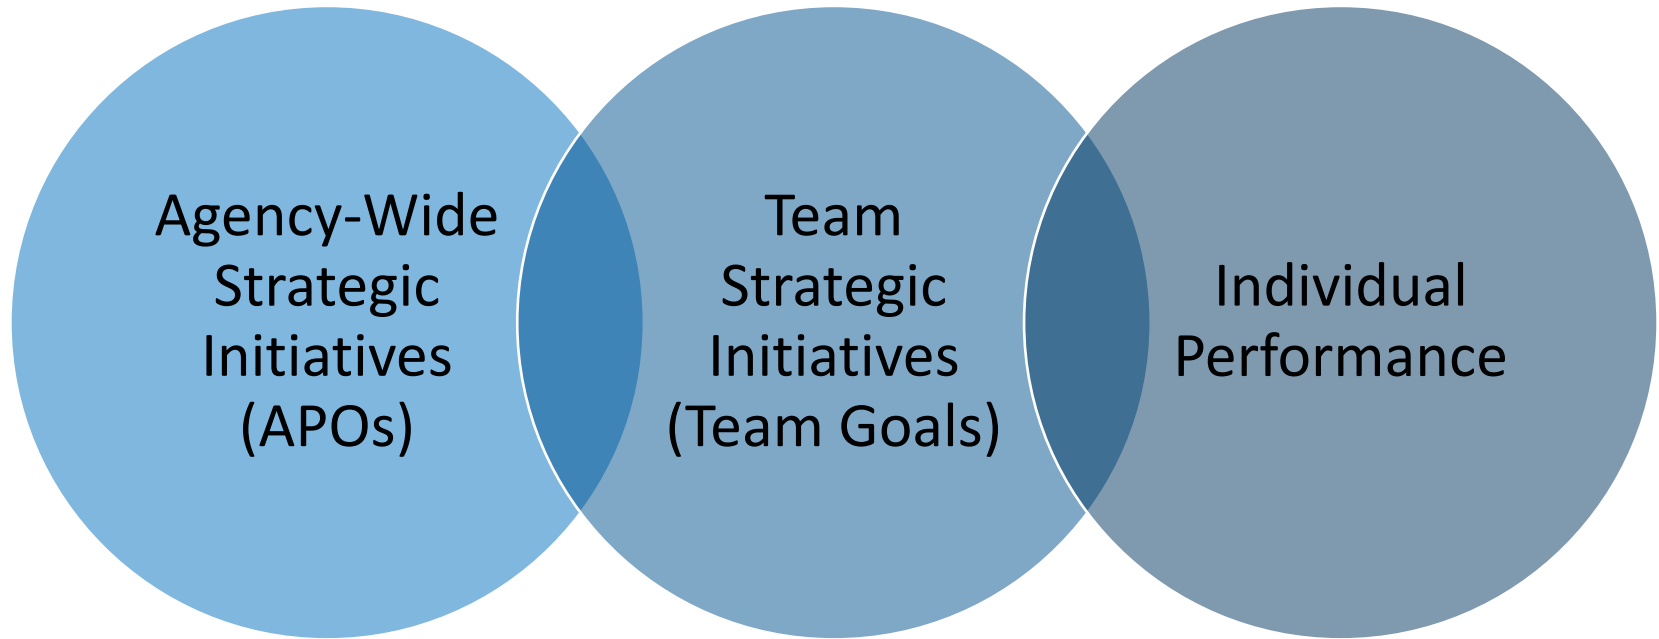 Agency-Wide
Strategic
Initiatives
(APOs)
Team
Strategic
Initiatives
(Team Goals)
Individual
Performance